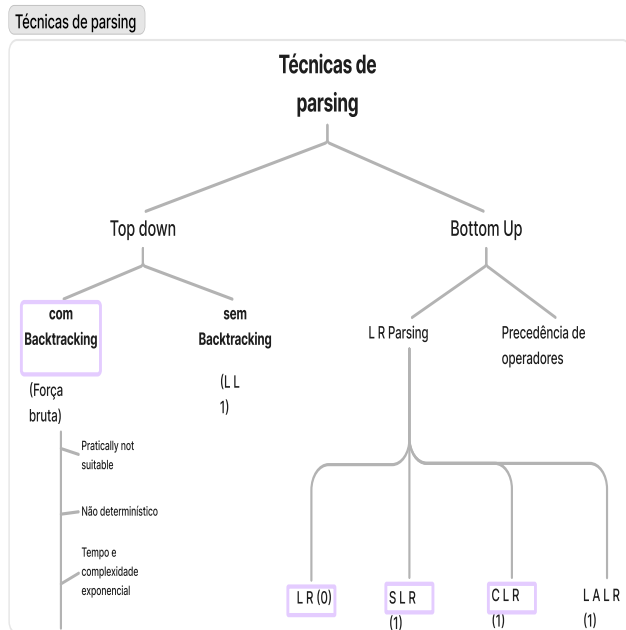 Técnicas de parsing
Técnicas de
parsing
Top down
Bottom Up
com
Backtracking
(Força
bruta)
Pratically not
suitable
Não determinístico
Tempo e
complexidade
exponencial
sem
Backtracking
(L L
1)
L R Parsing
Precedência de
operadores
L R (0)
S L R
(1)
C L R
(1)
L A L R
(1)